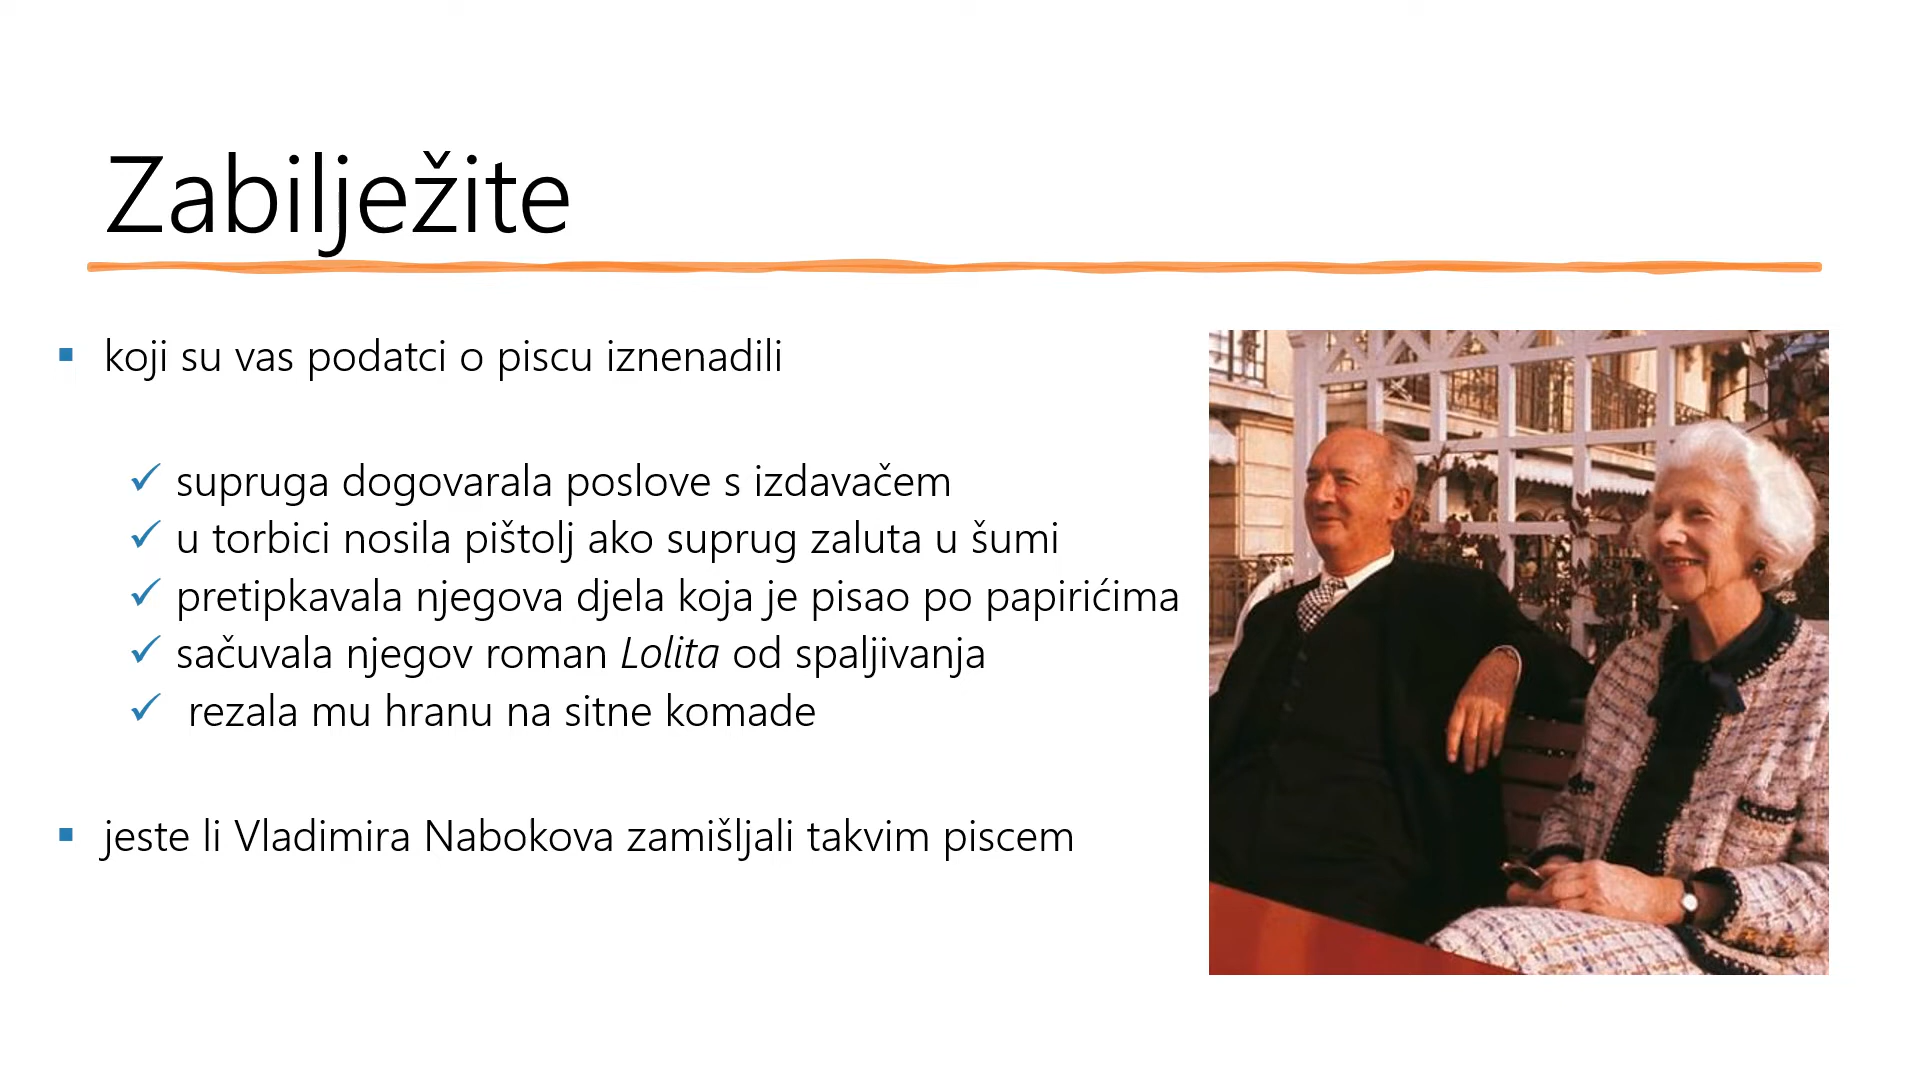 Zabilježite
koji su vas podatci o piscu iznenadili
supruga dogovarala poslove s izdavačem
u torbici nosila pištolj ako suprug zaluta u šumi
pretipkavala njegova djela koja je pisao po papirićima
sačuvala njegov roman Lolita od spaljivanja
rezala mu hranu na sitne komade
jeste li Vladimira Nabokova zamišljali takvim piscem